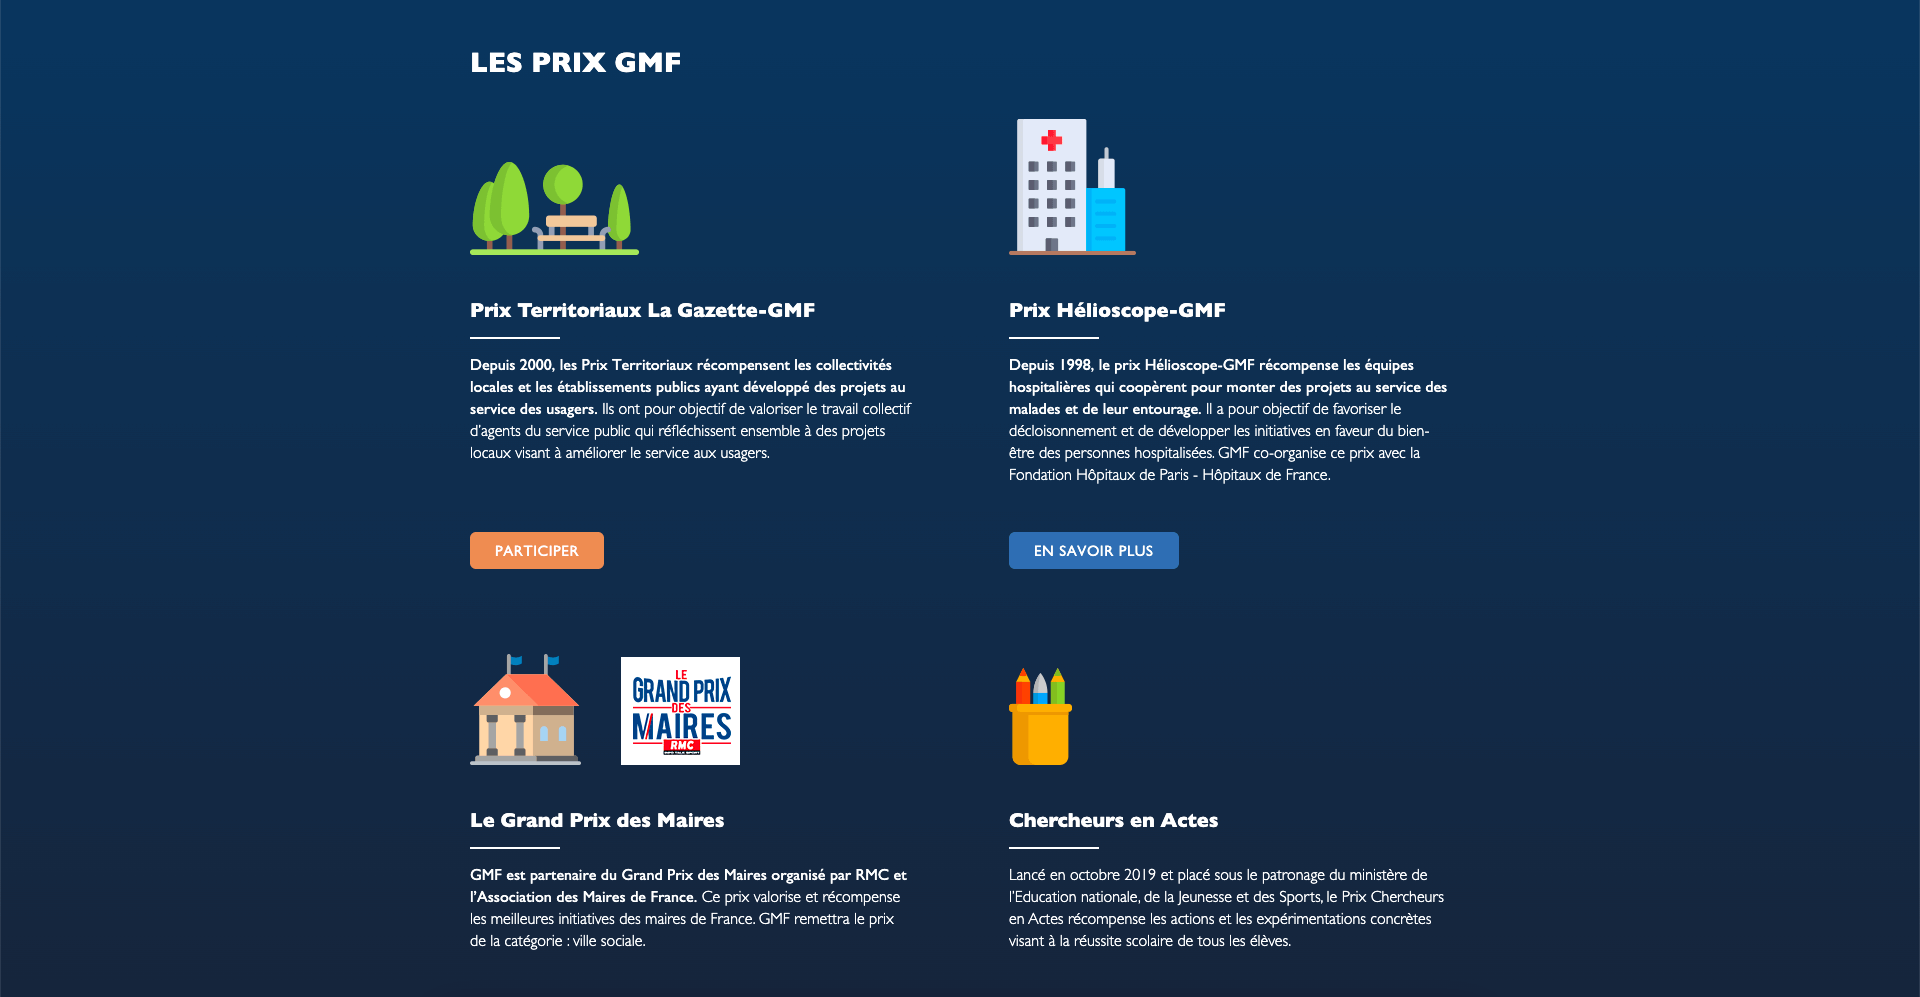 LES PRIX GMF
Prix Territoriaux La Gazette-GMF
Depuis 2000, les Prix Territoriaux récompensent les collectivités
locales et les établissements publics ayant développé des projets au
service des usagers. Ils ont pour objectif de valoriser le travail collectif
d'agents du service public qui réfléchissent ensemble à des projets
locaux visant à améliorer le service aux usagers.
PARTICIPER
Prix Hélioscope-GMF
Depuis 1998, le prix Hélioscope-GMF récompense les équipes
hospitalières qui coopèrent pour monter des projets au service des
malades et de leur entourage. Il a pour objectif de favoriser le
décloisonnement et de développer les initiatives en faveur du bien-
être des personnes hospitalisées. GMF co-organise ce prix avec la
Fondation Hôpitaux de Paris - Hôpitaux de France.
EN SAVOIR PLUS
LE
GRAND PRIX
DES
MAIRES
RMC
INFO TALK SPORT
Le Grand Prix des Maires
GMF est partenaire du Grand Prix des Maires organisé par RMC et
l'Association des Maires de France. Ce prix valorise et récompense
les meilleures initiatives des maires de France. GMF remettra le prix
de la catégorie : ville sociale.
Chercheurs en Actes
Lancé en octobre 2019 et placé sous le patronage du ministère de
l'Education nationale, de la Jeunesse et des Sports, le Prix Chercheurs
en Actes récompense les actions et les expérimentations concrètes
visant à la réussite scolaire de tous les élèves.